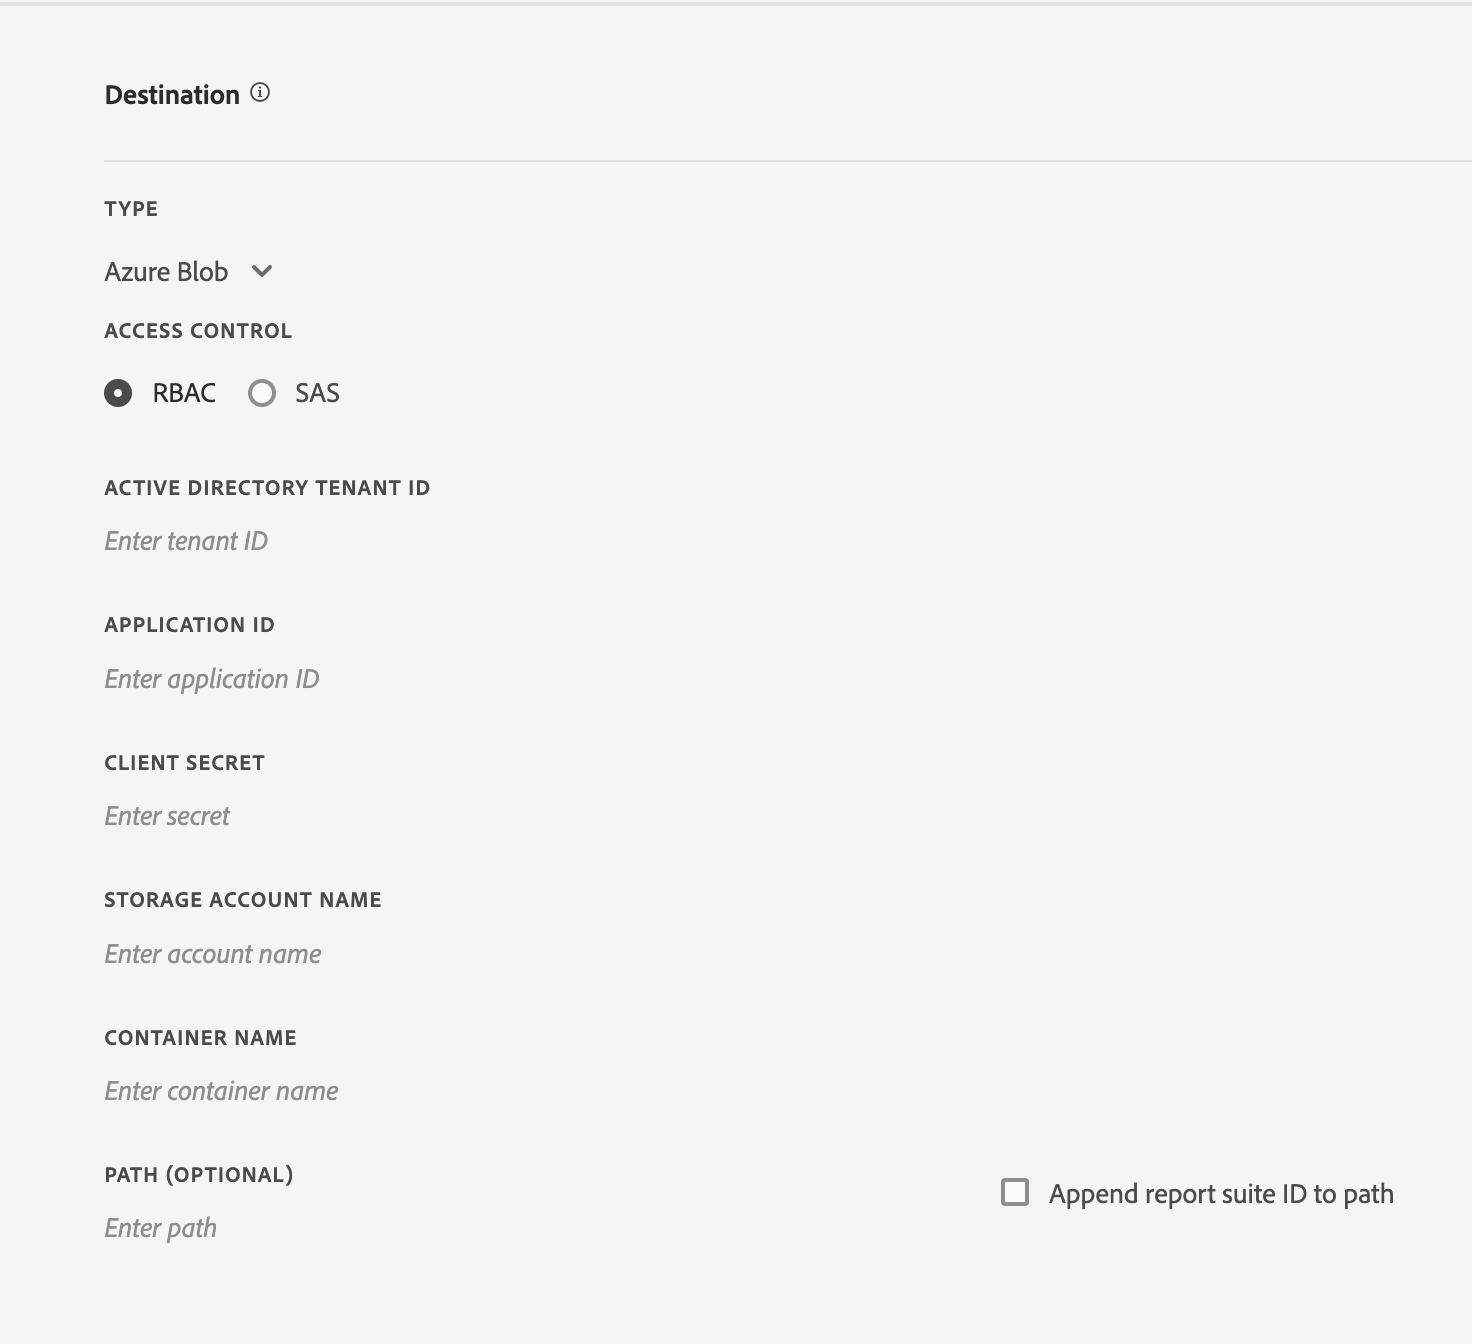 Destination
TYPE
Azure Blob
ACCESS CONTROL
RBAC SAS
ACTIVE DIRECTORY TENANT ID
Enter tenant ID
APPLICATION ID
Enter application ID
CLIENT SECRET
Enter secret
STORAGE ACCOUNT NAME
Enter account name
CONTAINER NAME
Enter container name
PATH (OPTIONAL)
Append report suite ID to path
Enter path